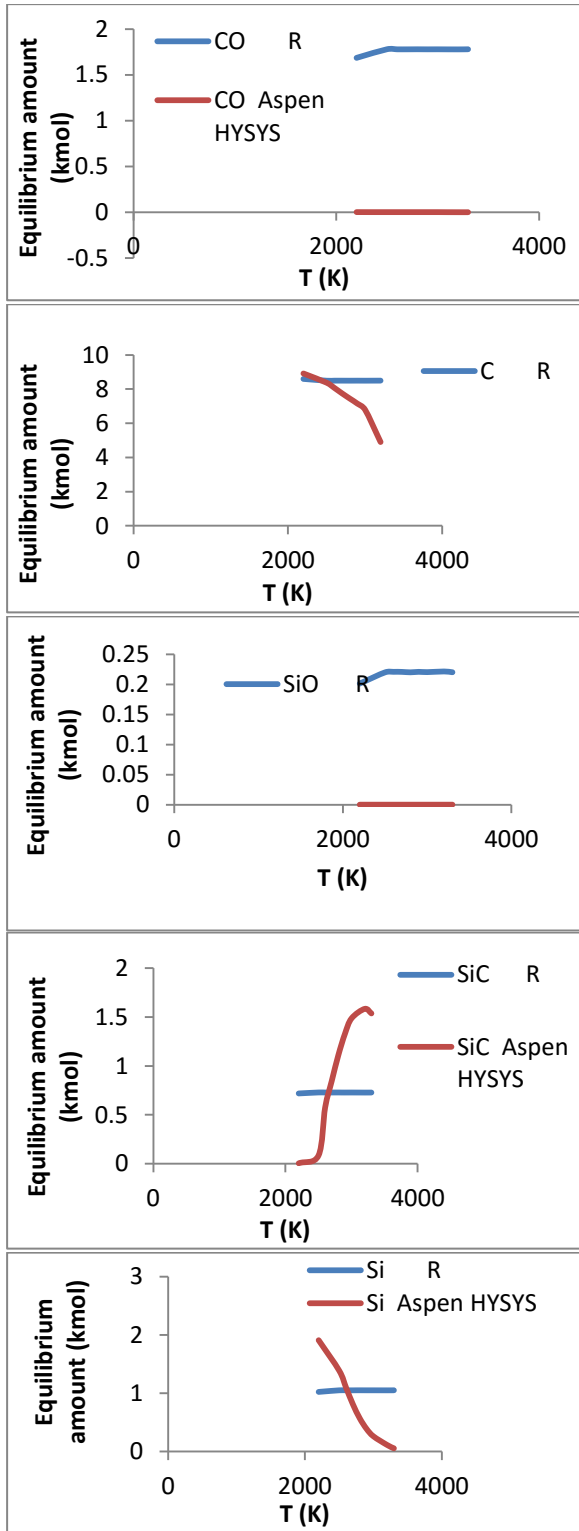 Equilibrium amount
(kmol)
2
1.5
1
0.5
0
-0.5
0
2000
4000
T (K)
CO R
CO Aspen
HYSYS
Equilibrium amount
(kmol)
10
8
6
4
2
0
0
2000
4000
T (K)
C R
Equilibrium amount
(kmol)
0.25
0.2
0.15
0.1
0.05
0
0
2000
4000
T (K)
SiO R
Equilibrium amount
(kmol)
2
1.5
1
0.5
0
0
2000
4000
T (K)
SiC R
SiC Aspen
HYSYS
Equilibrium
amount (kmol)
3
2
1
0
0
2000
4000
T (K)
Si R
Si Aspen HYSYS